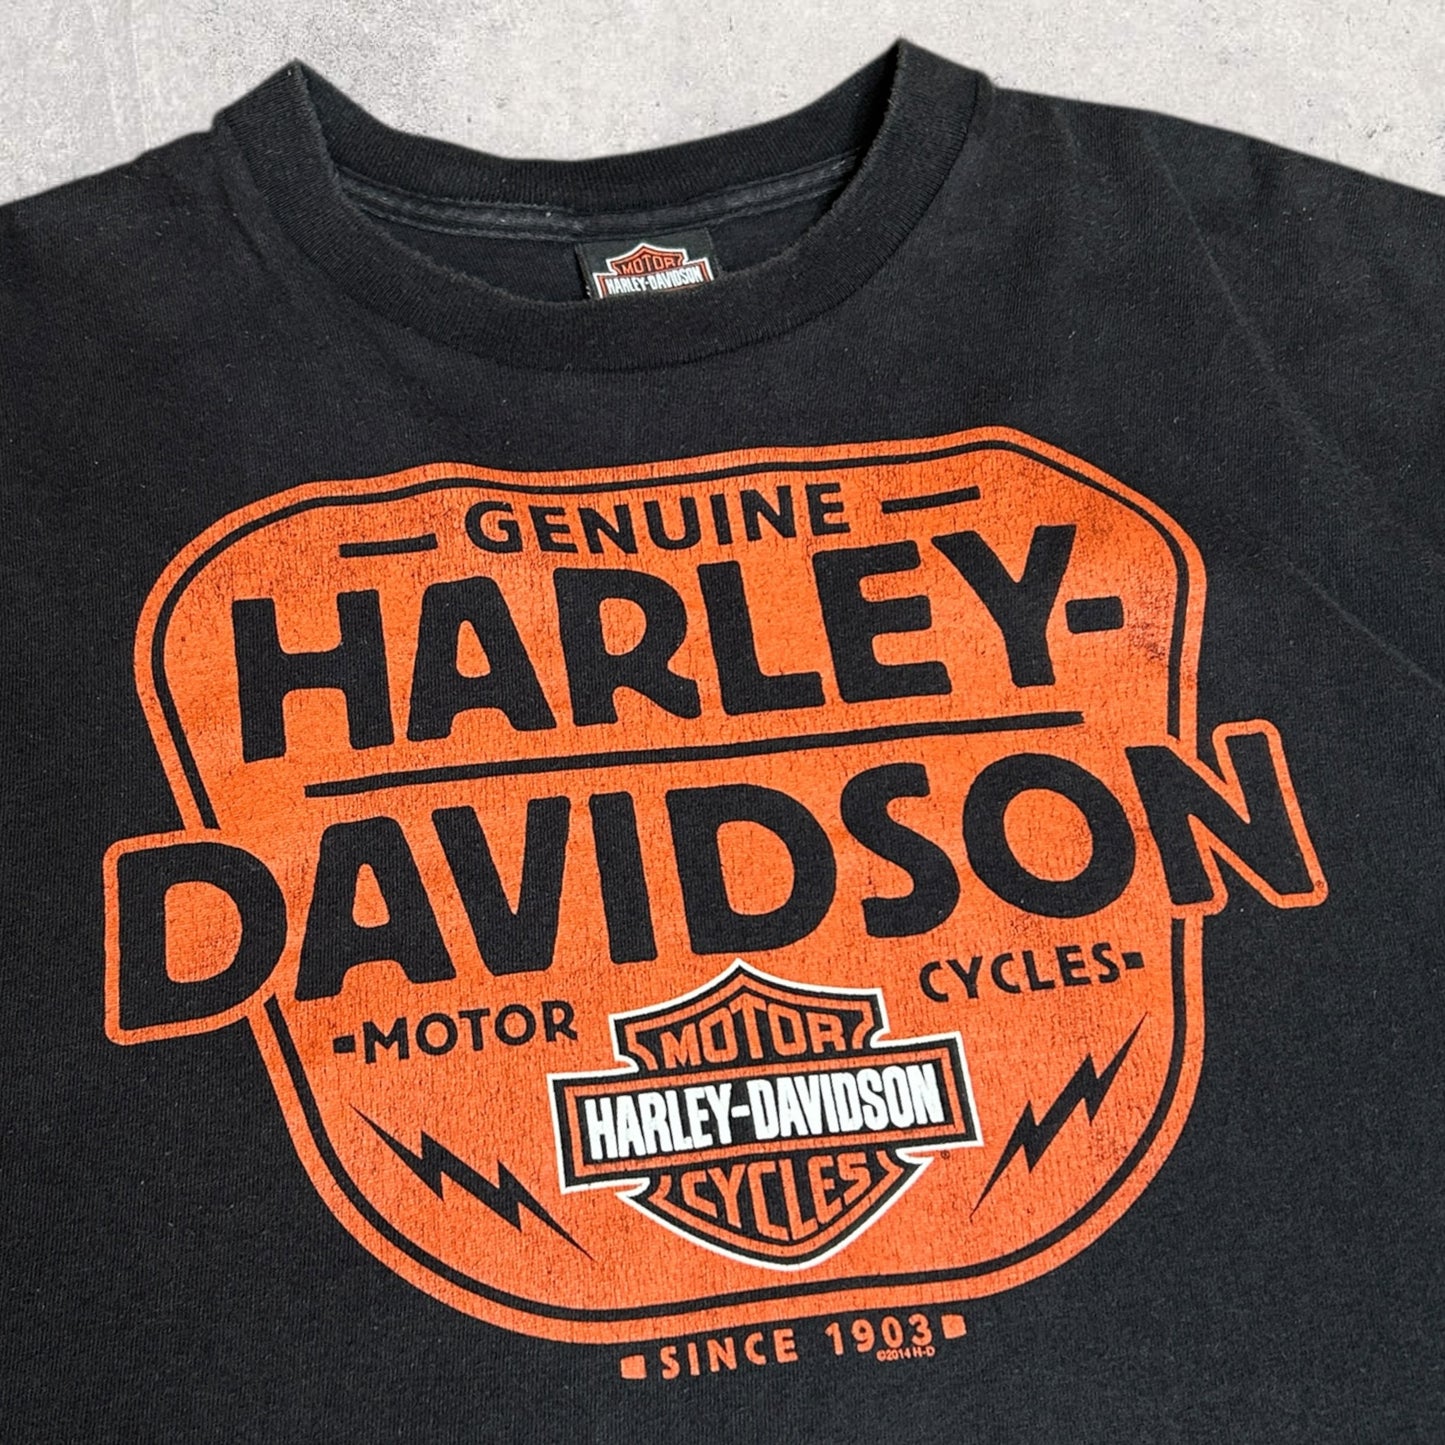 MOTOR
HARLEY-DAVIDSON
GENUINE
HARLEY-
DAVIDSON
®
-MOTOR
CYCLES-
MOTOR
HARLEY-DAVIDSON
CYCLES
®
SINCE 1903
©2014 H-D